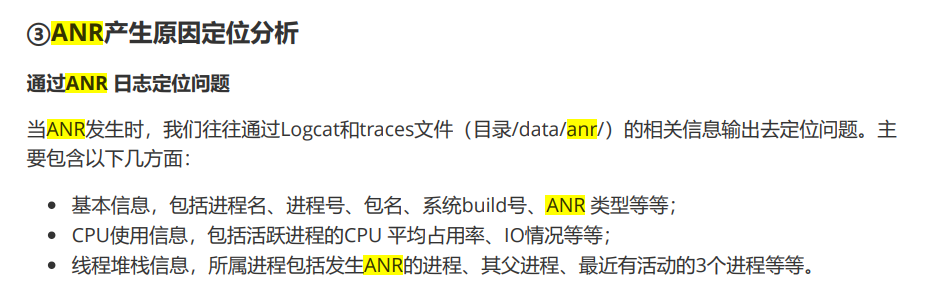 ③ANR产生原因定位分析
通过ANR 日志定位问题
当ANR发生时，我们往往通过Logcat和traces文件（目录/data/anr/）的相关信息输出去定位问题。主
要包含以下几方面：
• 基本信息，包括进程名、进程号、包名、系统build号、ANR 类型等等；
• CPU使用信息，包括活跃进程的CPU 平均占用率、IO情况等等；
• 线程堆栈信息，所属进程包括发生ANR的进程、其父进程、最近有活动的3个进程等等。